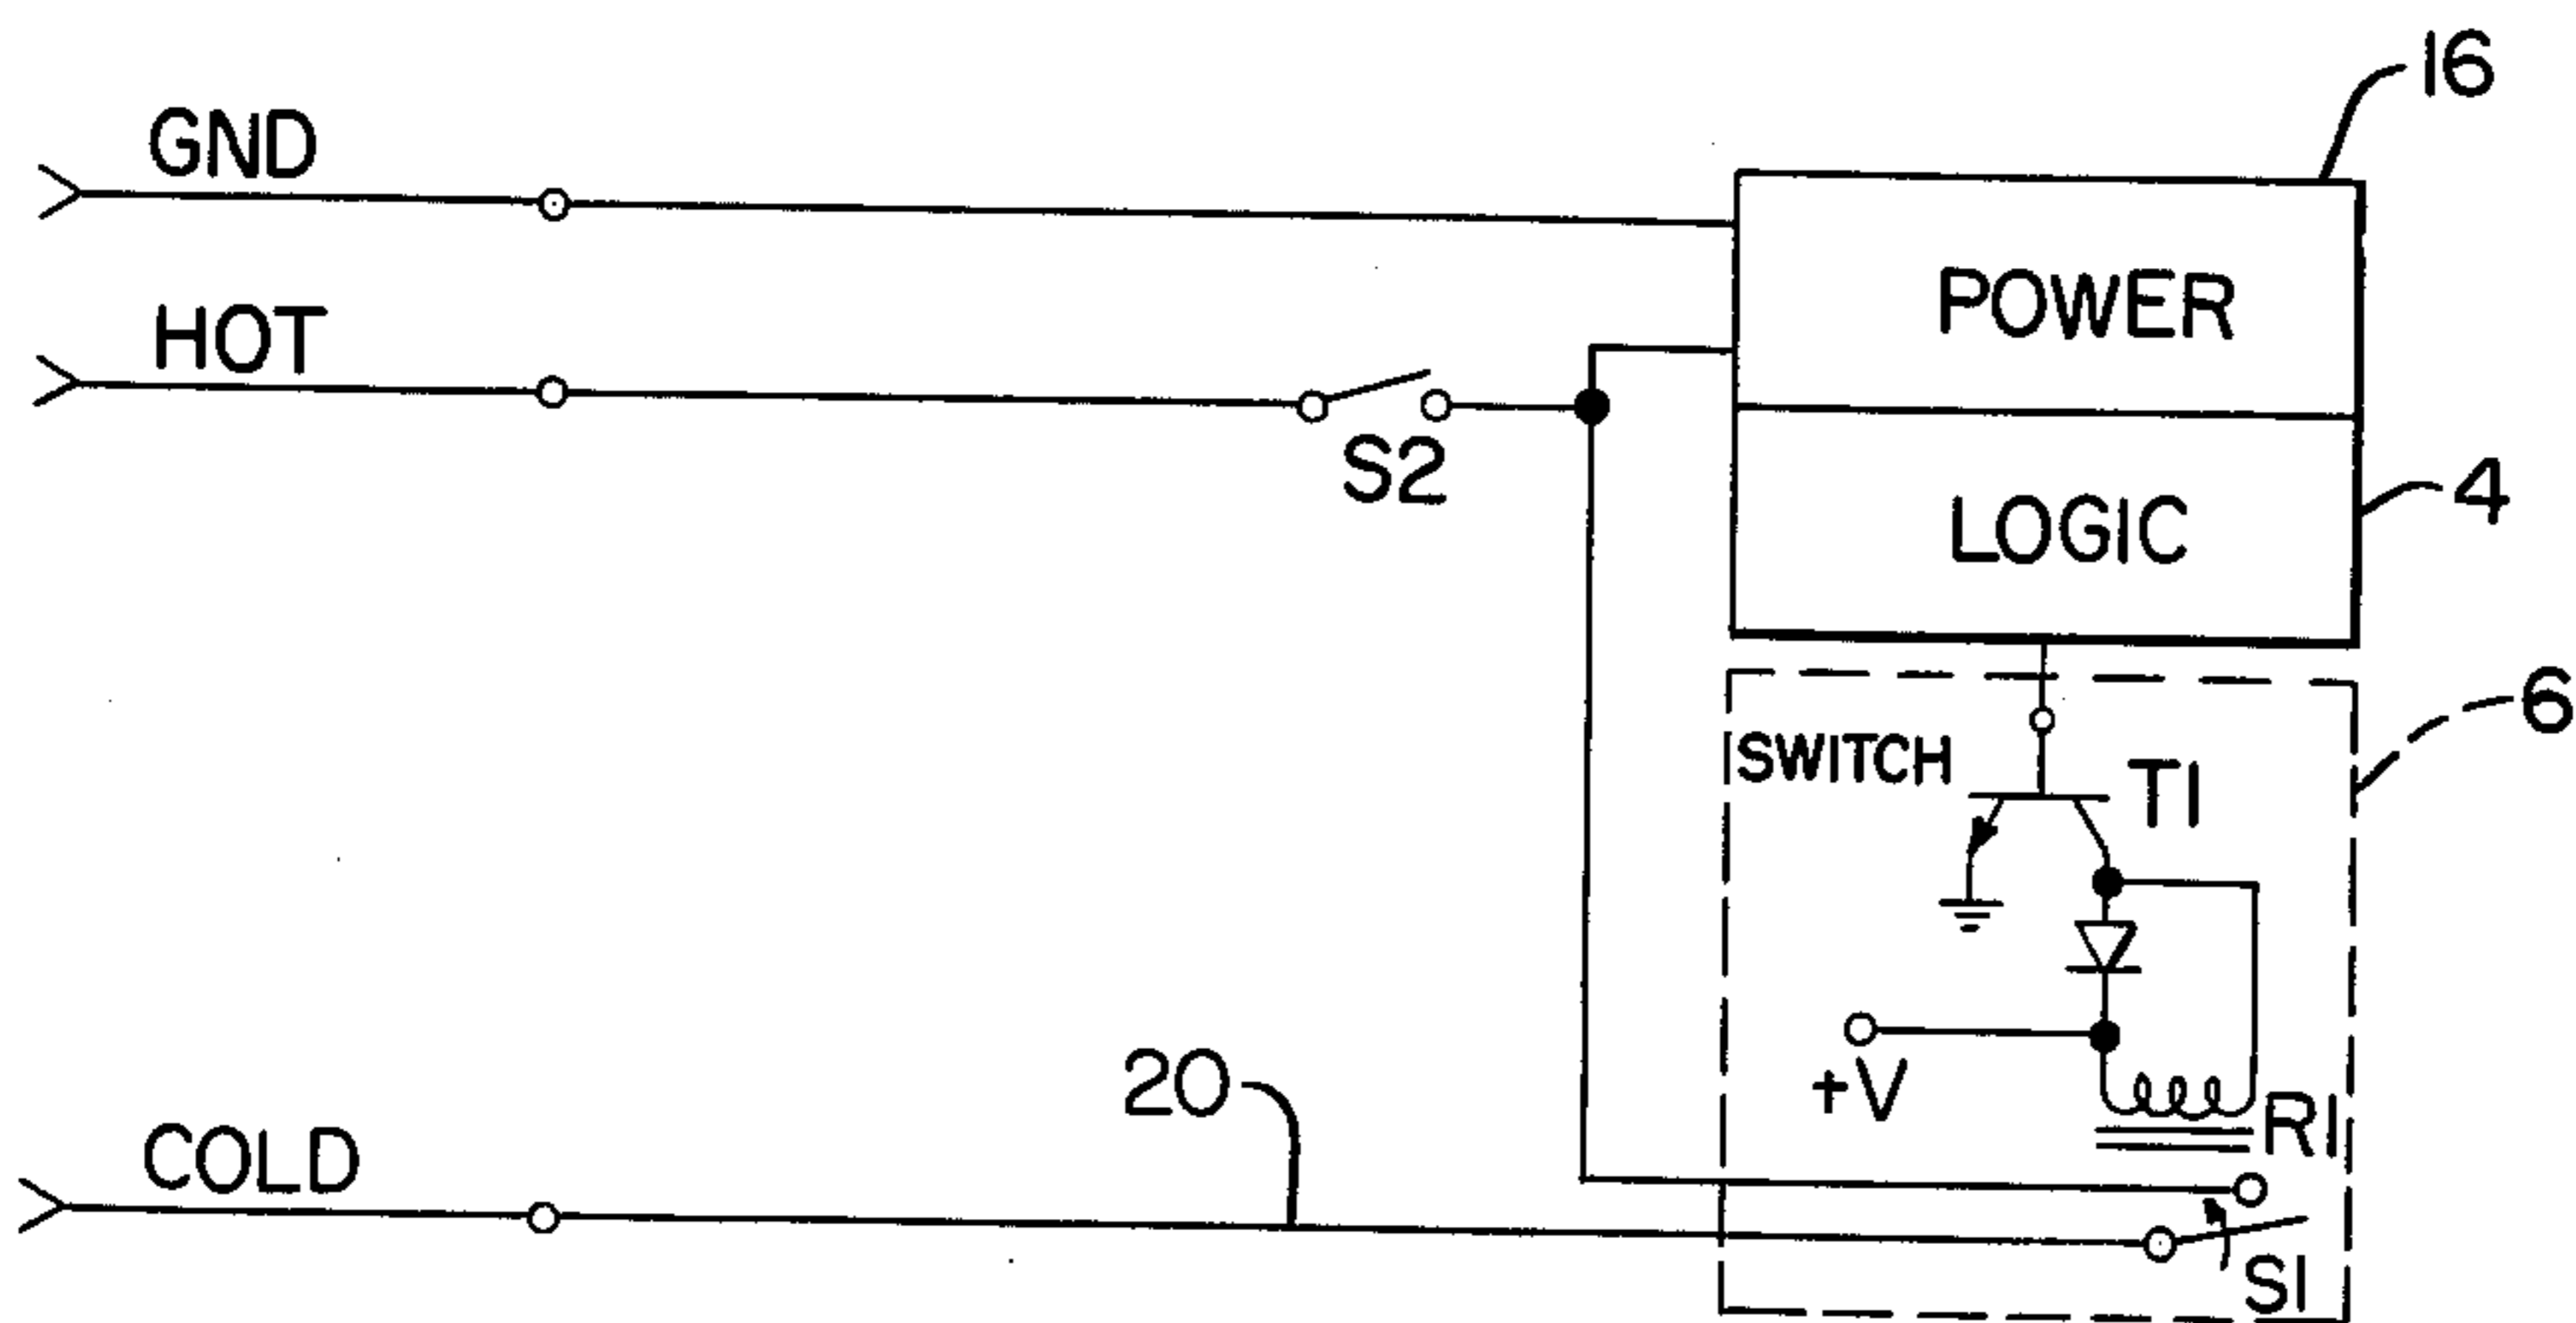 16
GND
HOT
POWER
S2
LOGIC
4
6
SWITCH
T1
+V
20
R1
COLD
S1